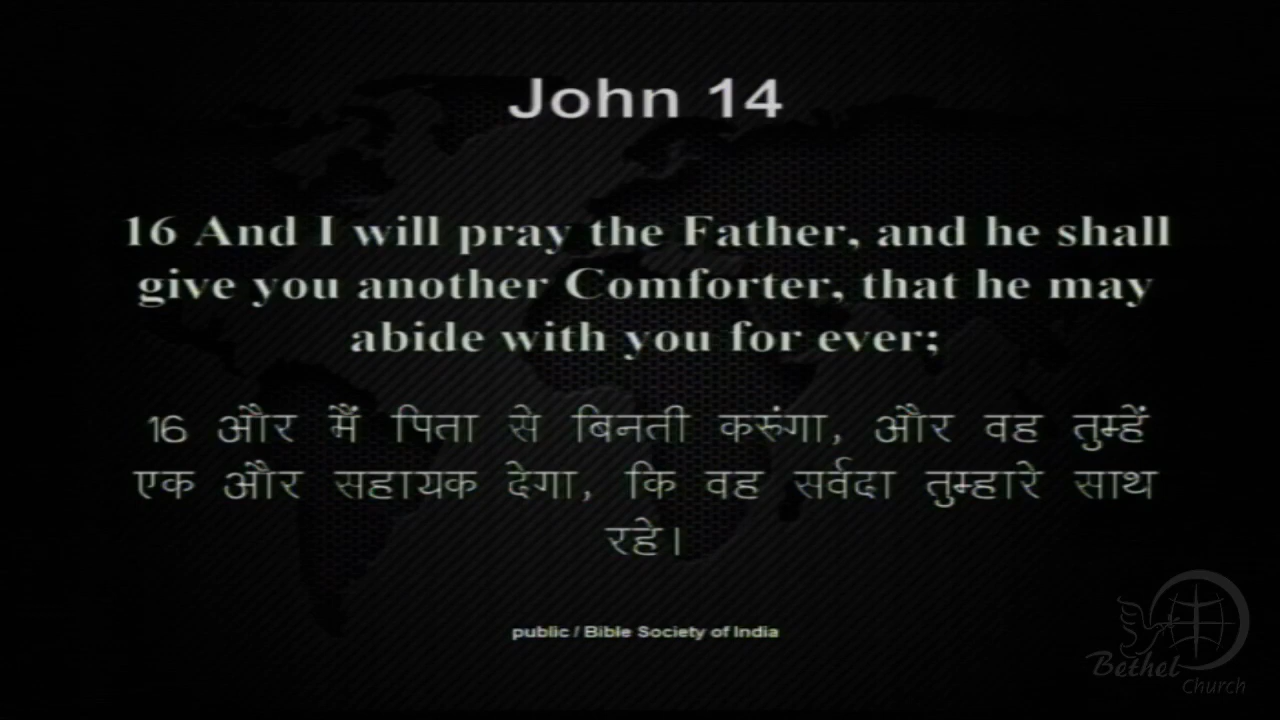 John 14
16 And I will pray the Father, and he shall
give you another Comforter, that he may
abide with you for ever;
16 और मैं पिता से बिनती करुंगा, और वह तुम्हें
एक और सहायक देगा, कि वह सर्वदा तुम्हारे साथ
रहे।
public / Bible Society of India
Bethel
Church